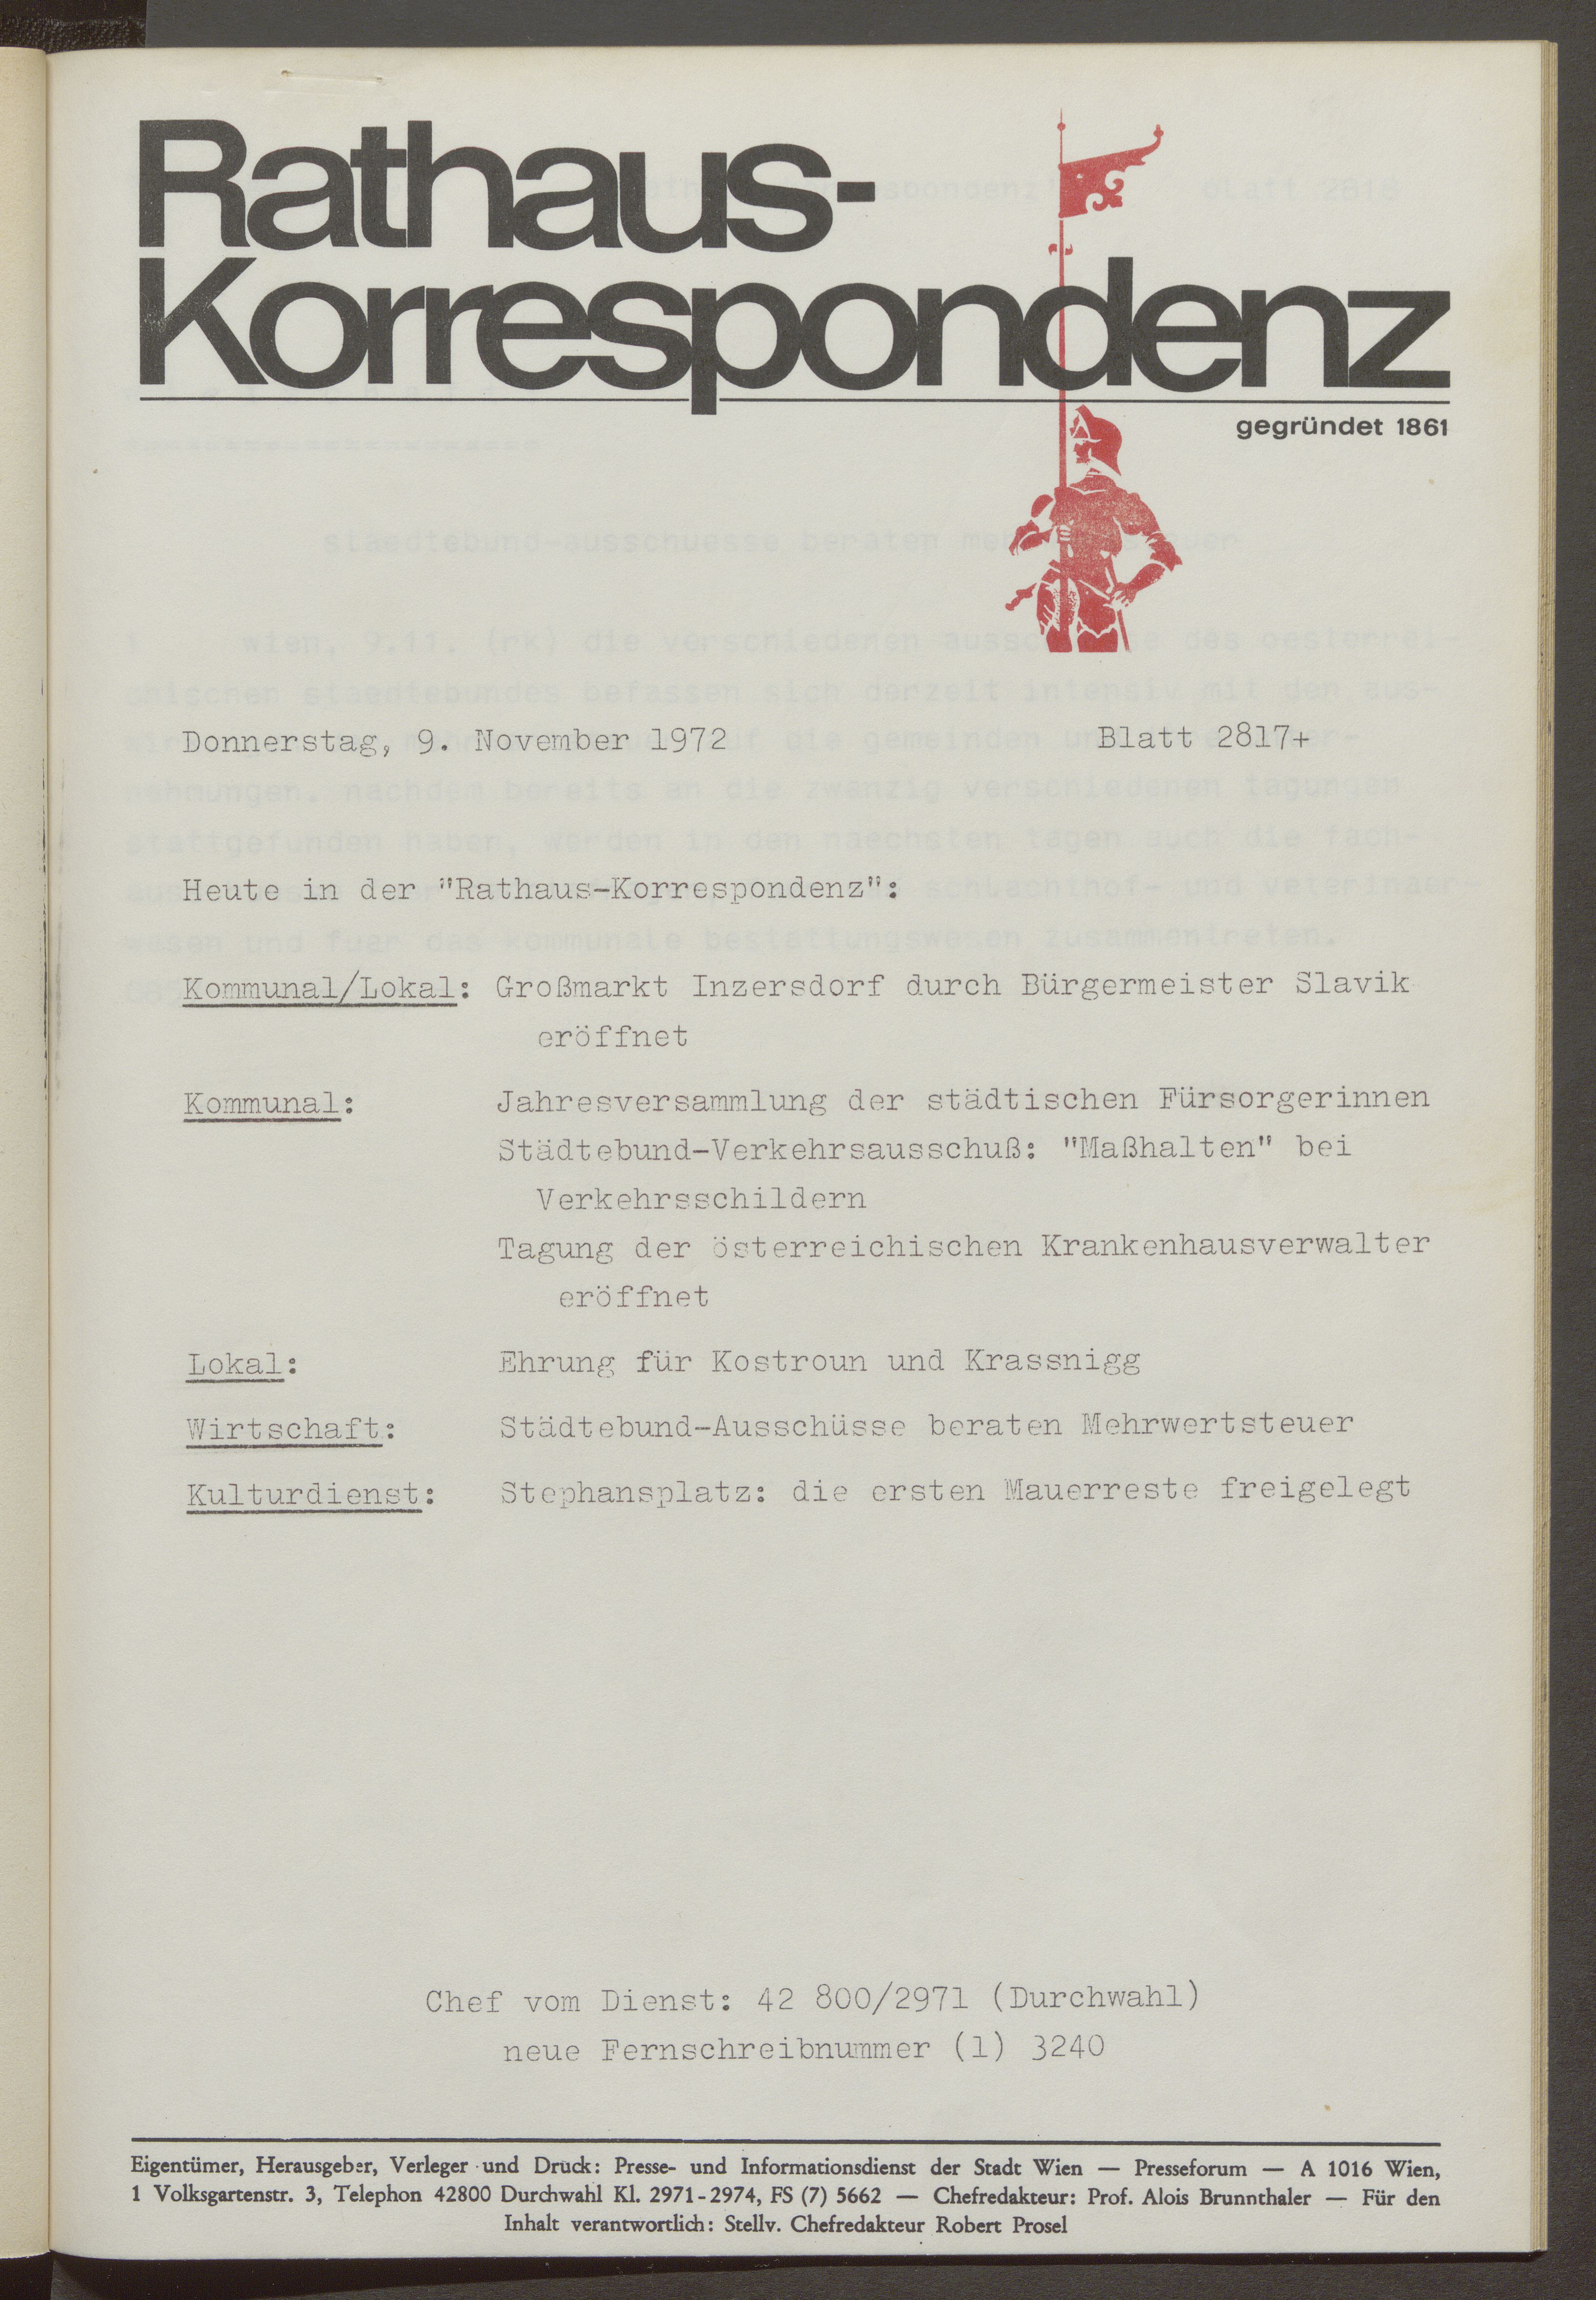 Rathaus-
Korrespondenz
gegründet 1861
Donnerstag, 9. November 1972 Blatt 2817+
Heute in der "Rathaus-Korrespondenz":
Kommunal/Lokal: Großmarkt Inzersdorf durch Bürgermeister Slavik
eröffnet
Kommunal: Jahresversammlung der städtischen Fürsorgerinnen
Städtebund-Verkehrsausschuß: "Maßhalten" bei
Verkehrsschildern
Tagung der österreichischen Krankenhausverwalter
eröffnet
Lokal: Ehrung für Kostroun und Krassnigg
Wirtschaft: Städtebund-Ausschüsse beraten Mehrwertsteuer
Kulturdienst: Stephansplatz: die ersten Mauerreste freigelegt
Chef vom Dienst: 42 800/2971 (Durchwahl)
neue Fernschreibnummer (1) 3240
Eigentümer, Herausgeber, Verleger und Druck: Presse- und Informationsdienst der Stadt Wien — Presseforum — A 1016 Wien,
1 Volksgartenstr. 3, Telephon 42800 Durchwahl Kl. 2971-2974, FS (7) 5662 — Chefredakteur: Prof. Alois Brunnthaler — Für den
Inhalt verantwortlich: Stellv. Chefredakteur Robert Prosel